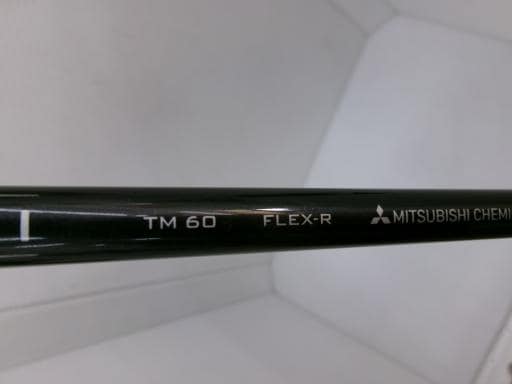 TM 60 FLEX-R MITSUBISHI CHEMI